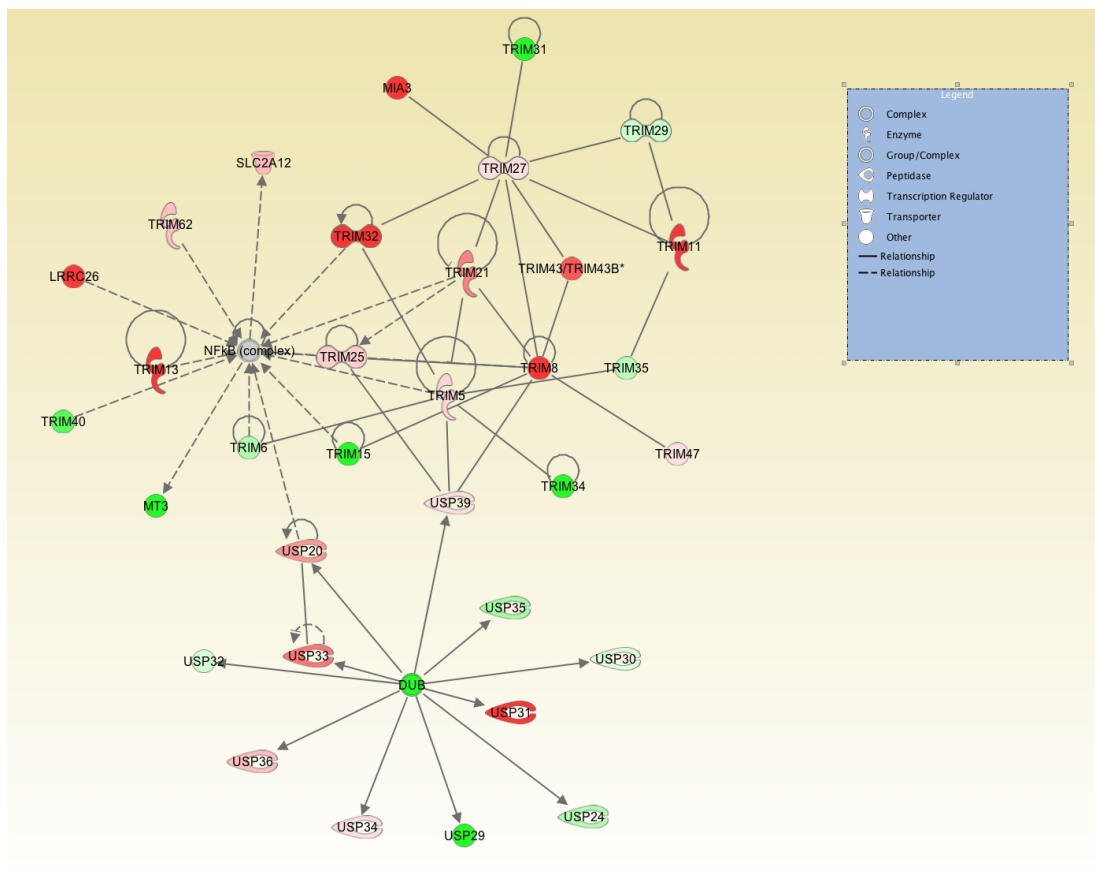 TRIM31
MIA3
Legend
Complex
TRIM29
Enzyme
Group/Complex
SLC2A12
TRIM27
Peptidase
Transcription Regulator
TRIM62
Transporter
TRIM32
Other
TRIM11
Relationship
LRRC26
TRIM21
TRIM43/TRIM43B*
Relationship
NFkB (complex)
TRIM25
TRIM13
TRIM8
TRIM35
TRIM5
TRIM40
TRIM6
TRIM15
TRIM47
TRIM34
MT3
USP39
USP20
USP35
USP33
USP32
USP30
DUB
USP31
USP36
USP24
USP34
USP29